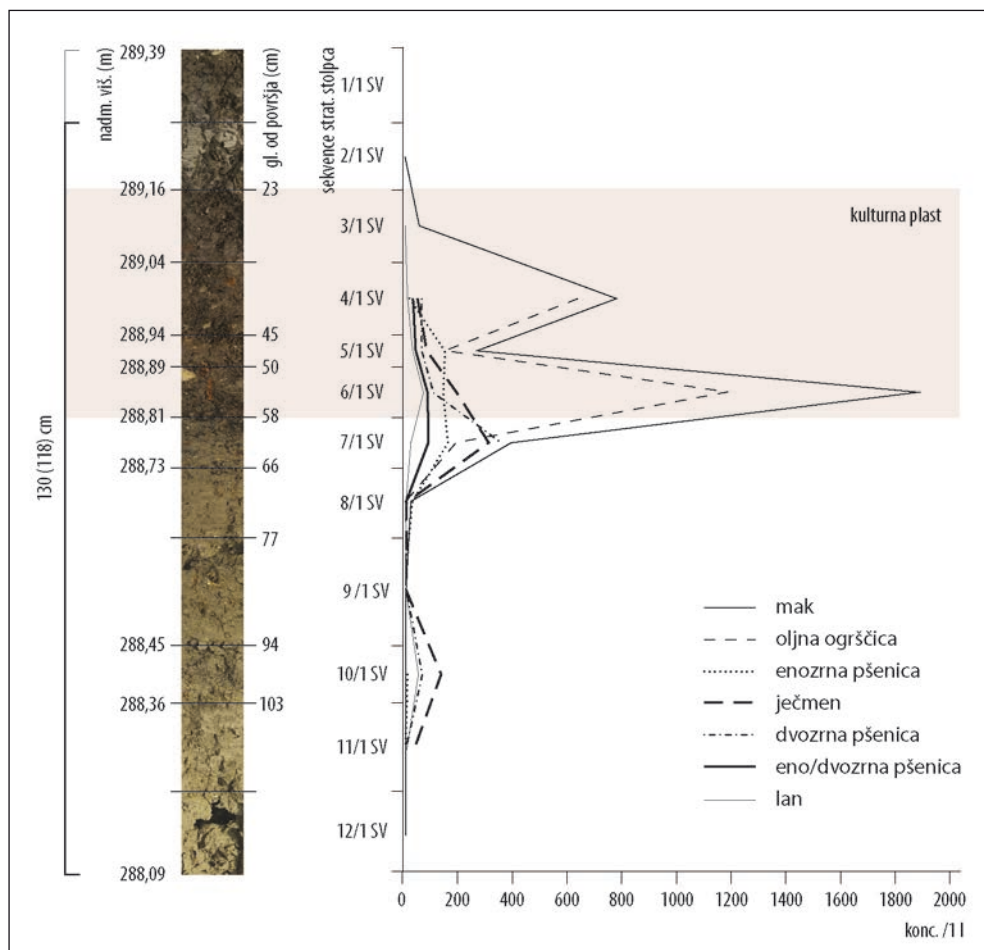 nadm. viš. (m)
gl. od površja (cm)
sekvence strat. stolpca
130 (118) cm
289,39
289,16
289,04
288,94
288,89
288,81
288,73
288,45
288,36
288,09
23
45
50
58
66
77
94
103
1/1 SV
2/1 SV
3/1 SV
4/1 SV
5/1 SV
6/1 SV
7/1 SV
8/1 SV
9 /1 SV
10/1 SV
11/1 SV
12/1 SV
kulturna plast
mak
oljna ogrščica
enozrna pšenica
ječmen
dvozrna pšenica
eno/dvozrna pšenica
lan
0 200 400 600 800 1000 1200 1400 1600 1800 2000
konc. /1 l